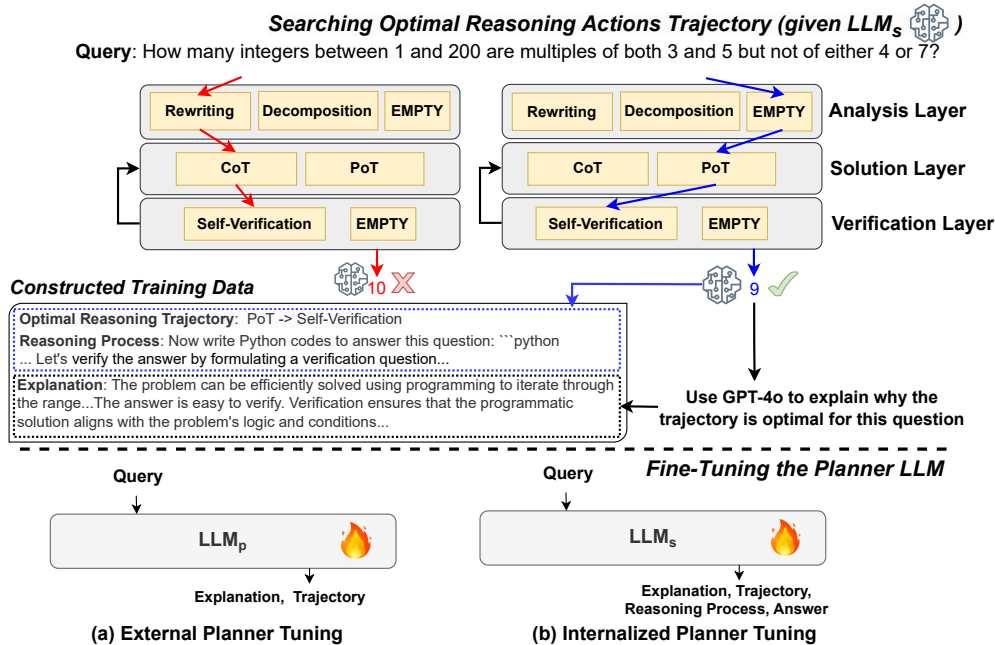 Searching Optimal Reasoning Actions Trajectory (given LLMs )
Query: How many integers between 1 and 200 are multiples of both 3 and 5 but not of either 4 or 7?
Rewriting Decomposition EMPTY
Rewriting Decomposition EMPTY
Analysis Layer
CoT PoT
CoT PoT
Solution Layer
Self-Verification EMPTY
Self-Verification EMPTY
Verification Layer
10
9
Constructed Training Data
Optimal Reasoning Trajectory: PoT -> Self-Verification
Reasoning Process: Now write Python codes to answer this question: ```python
... Let's verify the answer by formulating a verification question...
Explanation: The problem can be efficiently solved using programming to iterate through
the range...The answer is easy to verify. Verification ensures that the programmatic
solution aligns with the problem's logic and conditions...
Use GPT-4o to explain why the
trajectory is optimal for this question
Fine-Tuning the Planner LLM
Query
LLMp
Explanation, Trajectory
(a) External Planner Tuning
Query
LLMs
Explanation, Trajectory,
Reasoning Process, Answer
(b) Internalized Planner Tuning